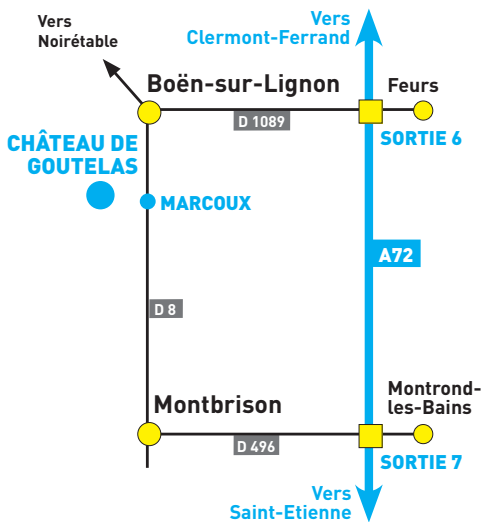 Vers
Noirétable
Vers
Clermont-Ferrand
Boën-sur-Lignon
Feurs
D 1089
SORTIE 6
CHÂTEAU DE
GOUTELAS
MARCOUX
A72
D 8
Montbrison
Montrond-
les-Bains
D 496
SORTIE 7
Vers
Saint-Etienne